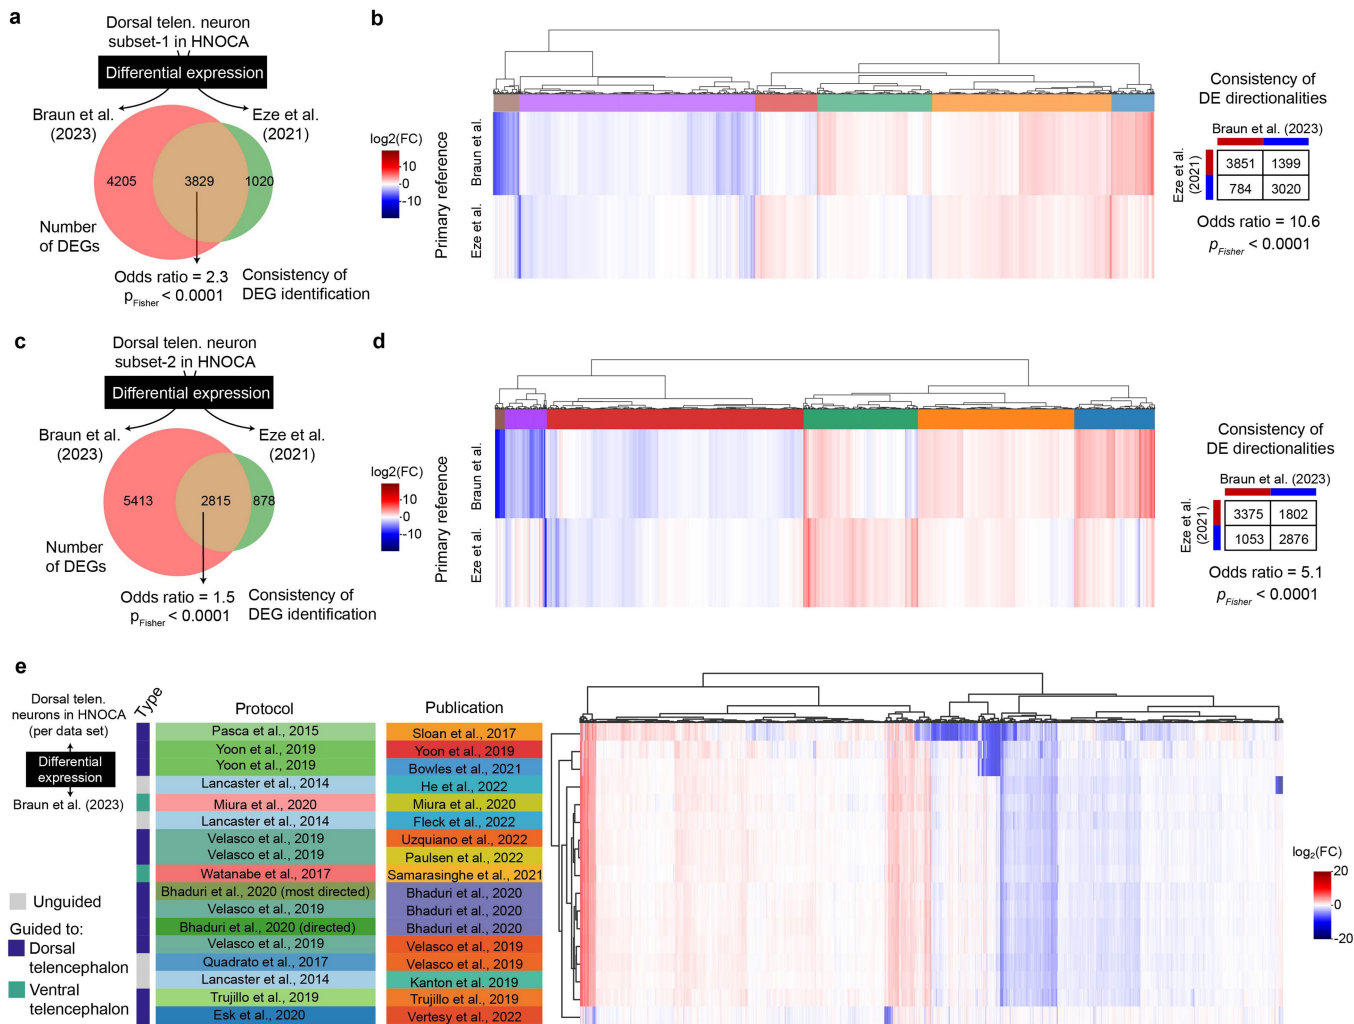 a
Dorsal telen. neuron
subset-1 in HNOCA
Differential expression
Braun et al.
(2023)
Eze et al.
(2021)
4205
3829
1020
Number
of DEGs
Odds ratio = 2.3
pFisher < 0.0001
Consistency of
DEG identification
b
log2(FC)
10
0
-10
Primary reference
Braun et al.
Eze et al.
Consistency of
DE directionalities
Braun et al. (2023)
Eze et al.
(2021)
3851 1399
784 3020
Odds ratio = 10.6
pFisher < 0.0001
c
Dorsal telen. neuron
subset-2 in HNOCA
Differential expression
Braun et al.
(2023)
Eze et al.
(2021)
5413
2815
878
Number
of DEGs
Odds ratio = 1.5
pFisher < 0.0001
Consistency of
DEG identification
d
log2(FC)
10
0
-10
Primary reference
Braun et al.
Eze et al.
Consistency of
DE directionalities
Braun et al. (2023)
Eze et al.
(2021)
3375 1802
1053 2876
Odds ratio = 5.1
pFisher < 0.0001
e
Dorsal telen.
neurons in HNOCA
(per data set)
Differential
expression
Braun et al. (2023)
Unguided
Guided to:
Dorsal
telencephalon
Ventral
telencephalon
Type
Protocol
Publication
Pasca et al., 2015
Sloan et al., 2017
Yoon et al., 2019
Yoon et al., 2019
Yoon et al., 2019
Bowles et al., 2021
Lancaster et al., 2014
He et al., 2022
Miura et al., 2020
Miura et al., 2020
Lancaster et al., 2014
Fleck et al., 2022
Velasco et al., 2019
Uzquiano et al., 2022
Velasco et al., 2019
Paulsen et al., 2022
Watanabe et al., 2017
Samarasinghe et al., 2021
Bhaduri et al., 2020 (most directed)
Bhaduri et al., 2020
Velasco et al., 2019
Bhaduri et al., 2020
Bhaduri et al., 2020 (directed)
Bhaduri et al., 2020
Velasco et al., 2019
Velasco et al., 2019
Quadrato et al., 2017
Velasco et al., 2019
Lancaster et al., 2014
Kanton et al., 2019
Trujillo et al., 2019
Trujillo et al., 2019
Esk et al., 2020
Vertesy et al., 2022
log2(FC)
20
0
-20